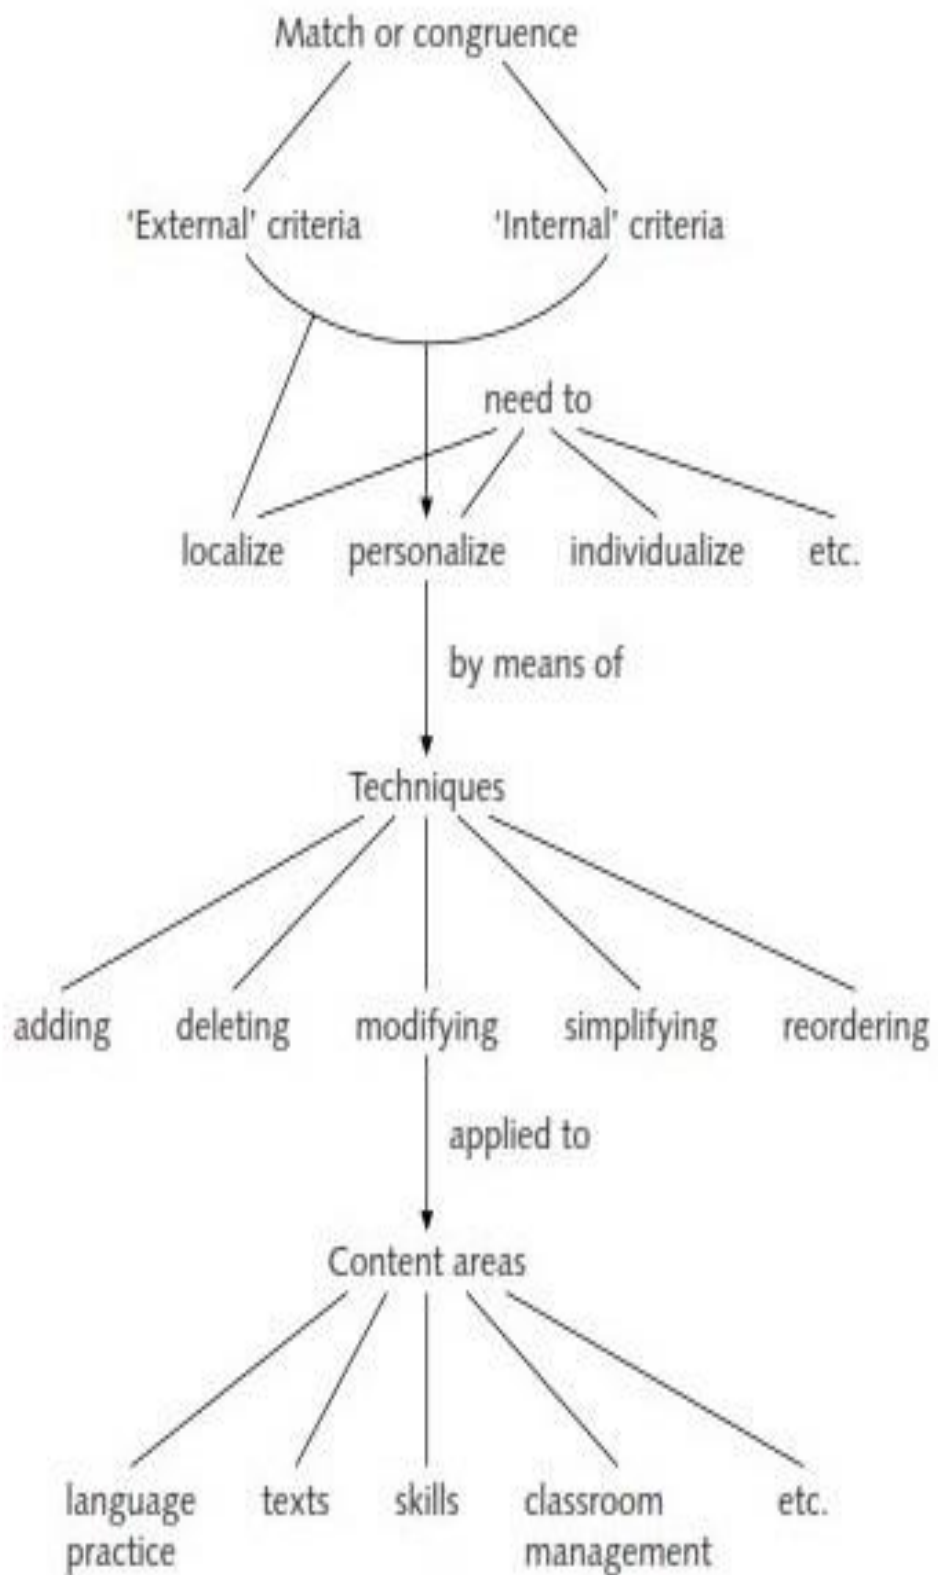 Match or congruence
'External' criteria 'Internal' criteria
need to
localize personalize individualize etc.
by means of
Techniques
adding deleting modifying simplifying reordering
applied to
Content areas
language texts skills classroom etc.
practice management